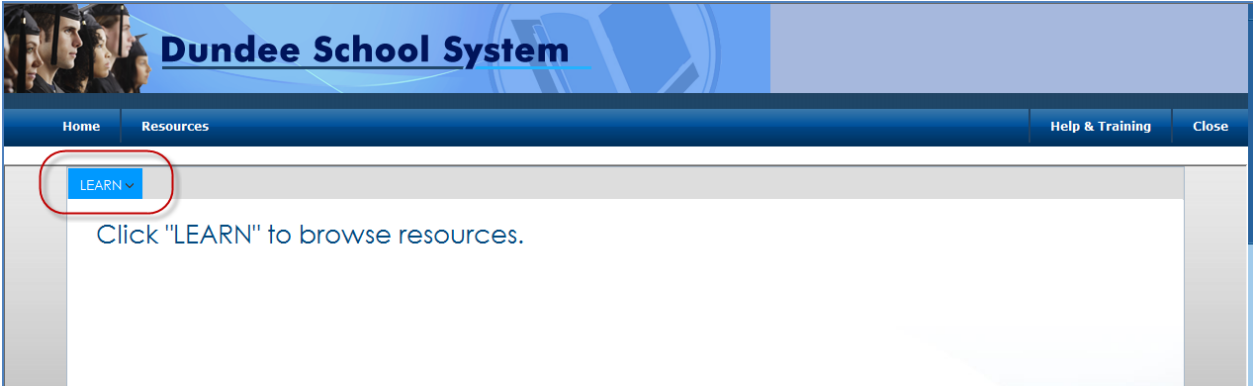 Dundee School System
Home Resources Help & Training Close
LEARN
Click "LEARN" to browse resources.